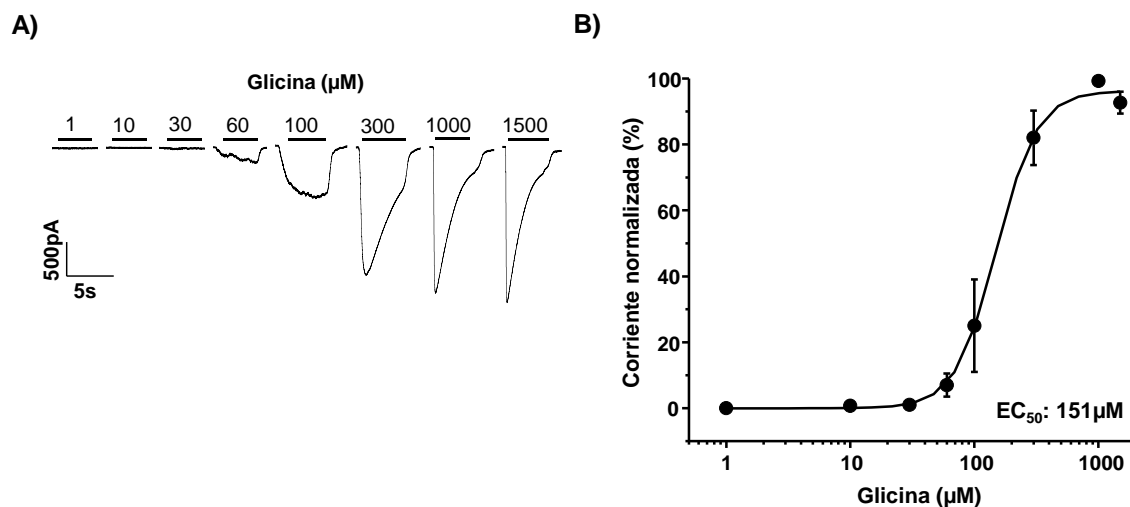 A)
Glicina (µM)
1 10 30 60 100 300 1000 1500
500pA
5s
B)
Corriente normalizada (%)
100
80
60
40
20
0
EC₅₀: 151µM
1 10 100 1000
Glicina (µM)